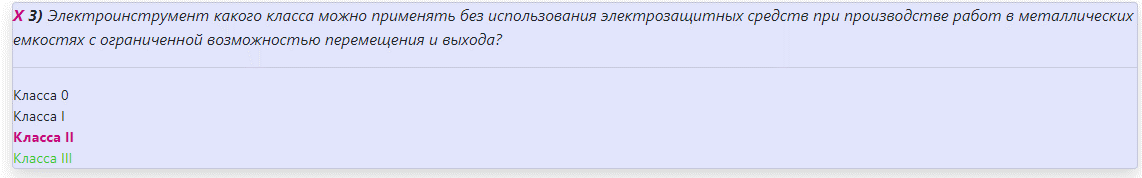 X 3) Электроинструмент какого класса можно применять без использования электрозащитных средств при производстве работ в металлических
емкостях с ограниченной возможностью перемещения и выхода?
Класса 0
Класса I
Класса II
Класса III